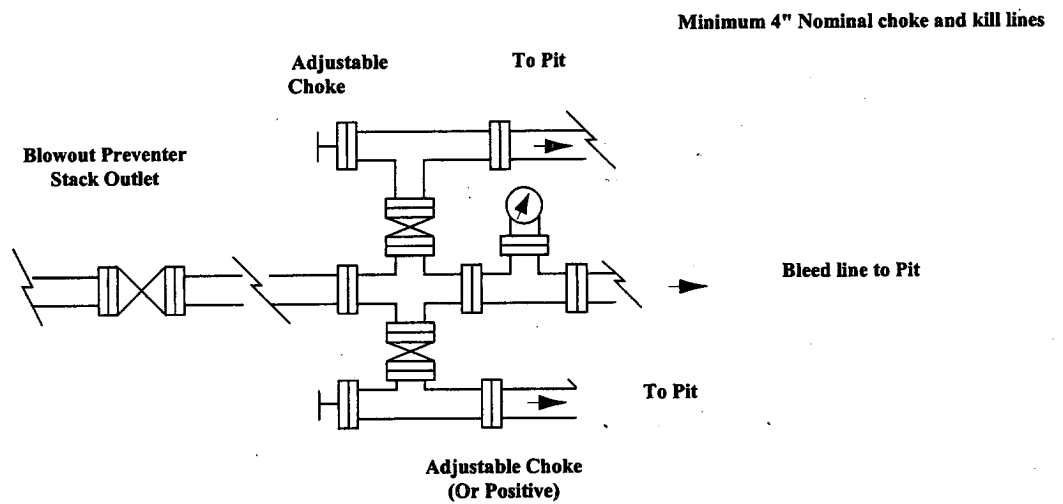 Minimum 4" Nominal choke and kill lines
Adjustable
Choke
To Pit
Blowout Preventer
Stack Outlet
Bleed line to Pit
To Pit
Adjustable Choke
(Or Positive)